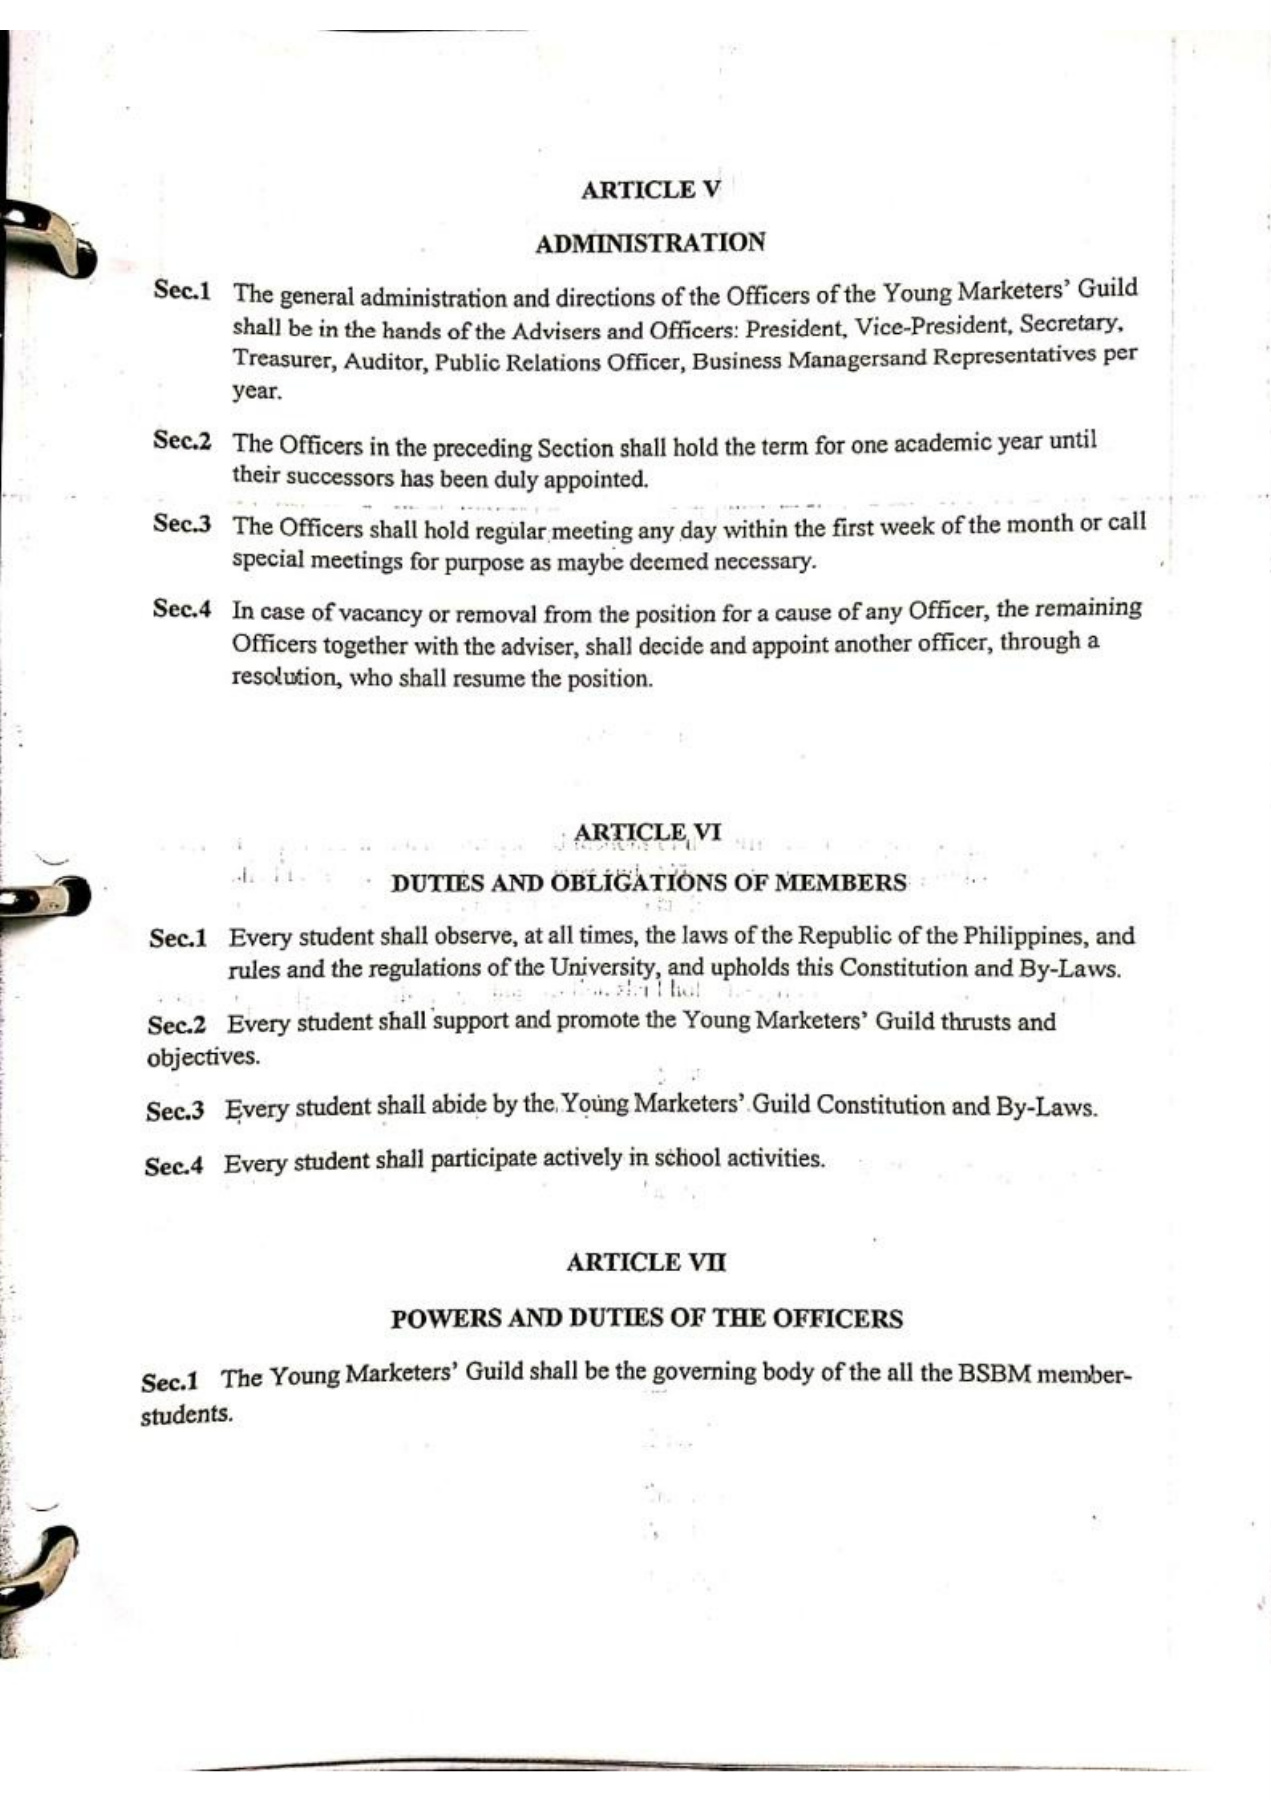 ARTICLE V
ADMINISTRATION
Sec.1 The general administration and directions of the Officers of the Young Marketers' Guild
shall be in the hands of the Advisers and Officers: President, Vice-President, Secretary,
Treasurer, Auditor, Public Relations Officer, Business Managersand Representatives per
year.
Sec.2 The Officers in the preceding Section shall hold the term for one academic year until
their successors has been duly appointed.
Sec.3 The Officers shall hold regular meeting any day within the first week of the month or call
special meetings for purpose as maybe deemed necessary.
Sec.4 In case of vacancy or removal from the position for a cause of any Officer, the remaining
Officers together with the adviser, shall decide and appoint another officer, through a
resolution, who shall resume the position.
ARTICLE VI
DUTIES AND OBLIGATIONS OF MEMBERS
Sec.1 Every student shall observe, at all times, the laws of the Republic of the Philippines, and
rules and the regulations of the University, and upholds this Constitution and By-Laws.
Sec.2 Every student shall support and promote the Young Marketers' Guild thrusts and
objectives.
Sec.3 Every student shall abide by the Young Marketers' Guild Constitution and By-Laws.
Sec.4 Every student shall participate actively in school activities.
ARTICLE VII
POWERS AND DUTIES OF THE OFFICERS
Sec.1 The Young Marketers' Guild shall be the governing body of the all the BSBM member-
students.